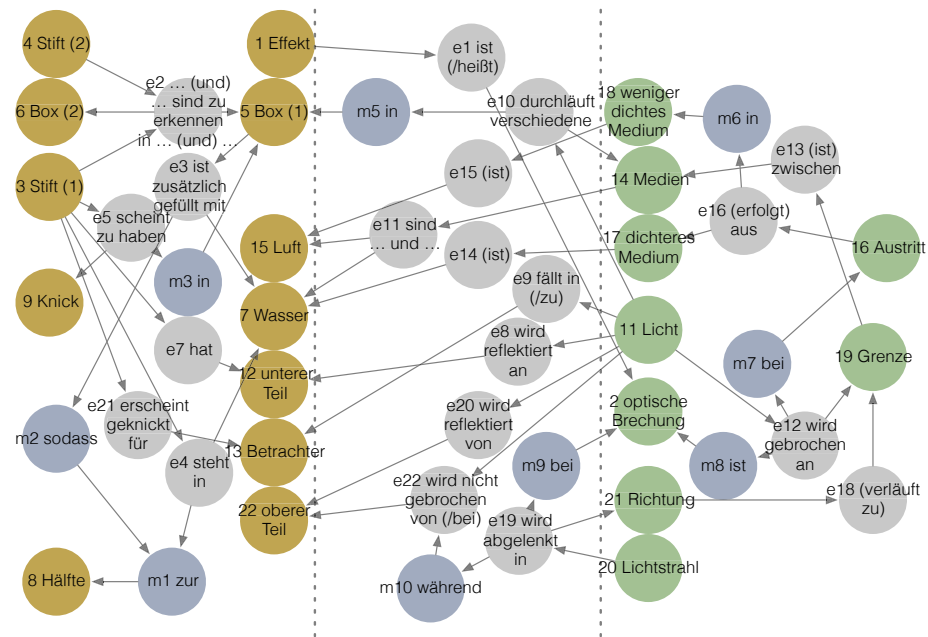 4 Stift (2)
1 Effekt
e1 ist
(/heißt)
e2 … (und)
… sind zu
erkennen
in … (und) …
6 Box (2)
5 Box (1)
m5 in
e10 durchläuft
verschiedene
18 weniger
dichtes
Medium
m6 in
e13 (ist)
zwischen
3 Stift (1)
e3 ist
zusätzlich
gefüllt mit
e15 (ist)
14 Medien
e5 scheint
zu haben
e11 sind
… und …
e16 (erfolgt)
aus
15 Luft
e14 (ist)
17 dichteres
Medium
16 Austritt
9 Knick
m3 in
7 Wasser
e9 fällt in
(/zu)
11 Licht
e7 hat
e8 wird
reflektiert
an
m7 bei
19 Grenze
12 unterer
Teil
e21 erscheint
geknickt
für
e20 wird
reflektiert
von
2 optische
Brechung
m2 sodass
13 Betrachter
e12 wird
gebrochen
an
e4 steht
in
m9 bei
m8 ist
e22 wird nicht
gebrochen
von (/bei)
21 Richtung
e18 (verläuft
zu)
22 oberer
Teil
e19 wird
abgelenkt
in
8 Hälfte
m1 zur
m10 während
20 Lichtstrahl